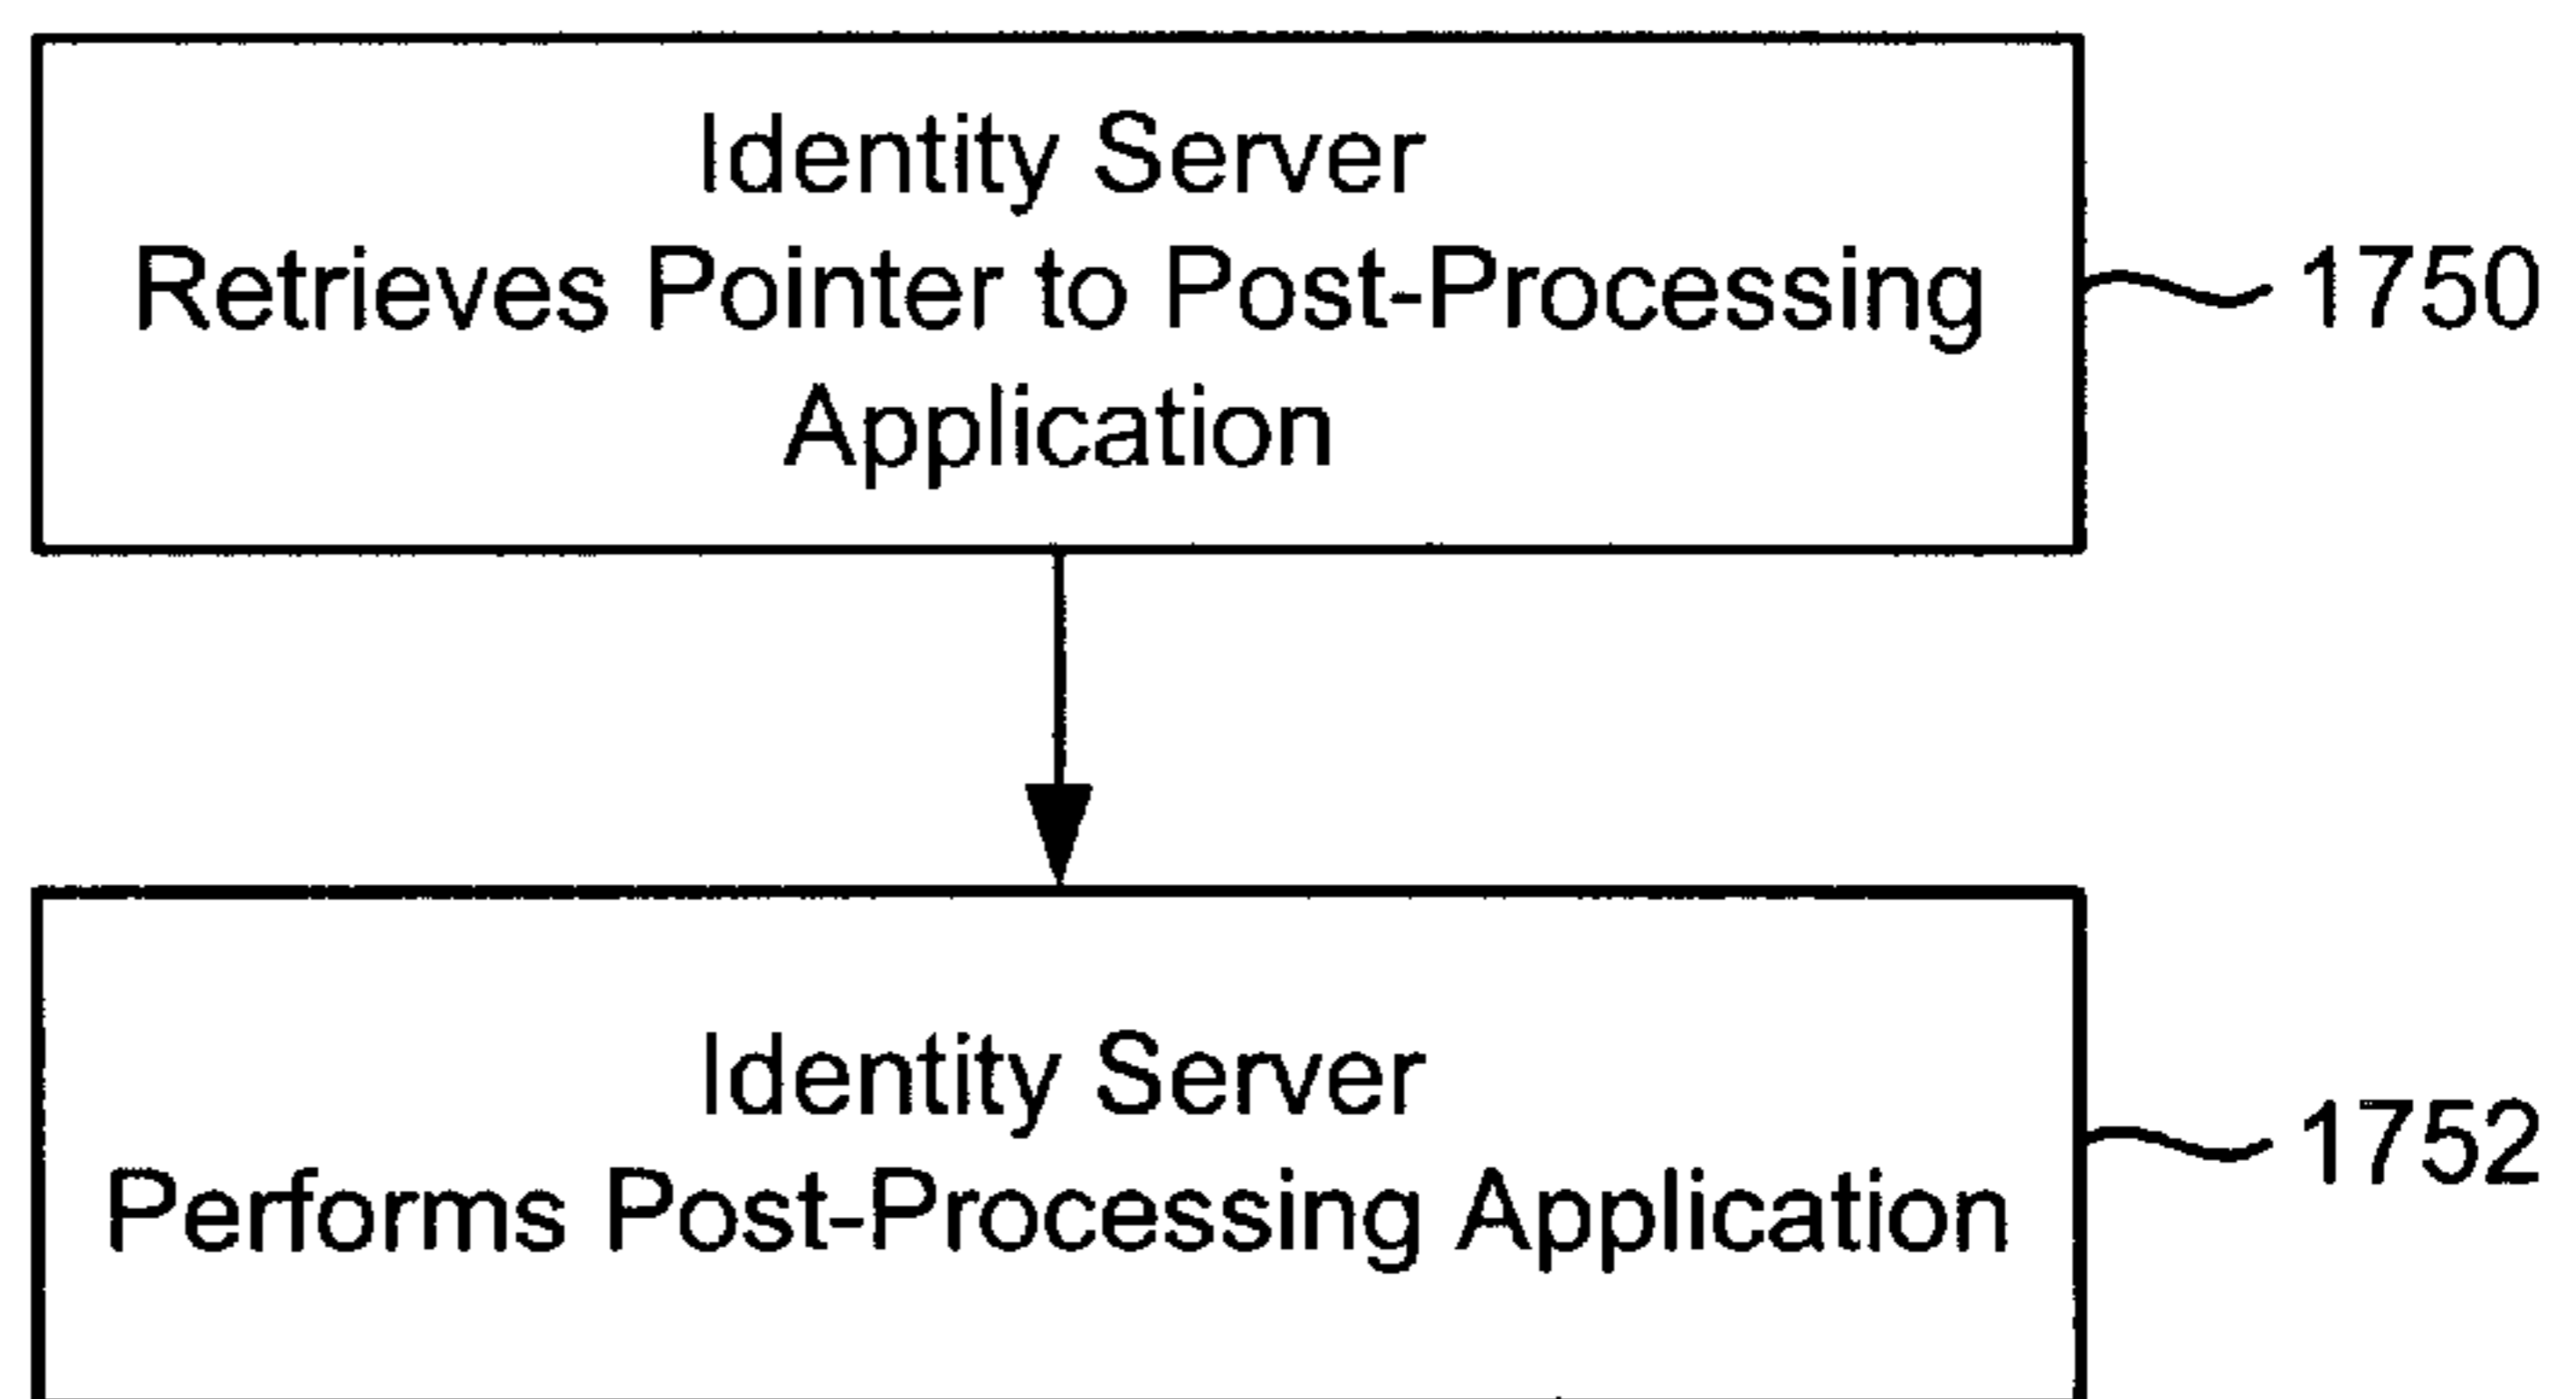 Identity Server
Retrieves Pointer to Post-Processing
Application
1750
Identity Server
Performs Post-Processing Application
1752